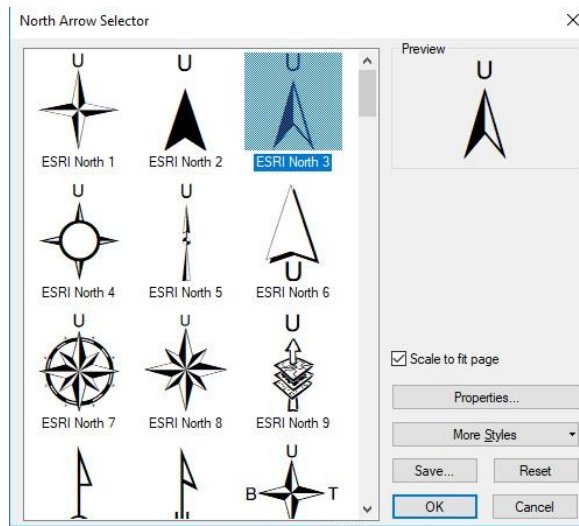 North Arrow Selector
Preview
U
U
U
U
ESRI North 1
ESRI North 2
ESRI North 3
U
U
ESRI North 4
ESRI North 5
U
ESRI North 6
U
U
U
ESRI North 7
ESRI North 8
ESRI North 9
U
B
T
Scale to fit page
Properties...
More Styles
Save...
Reset
OK
Cancel